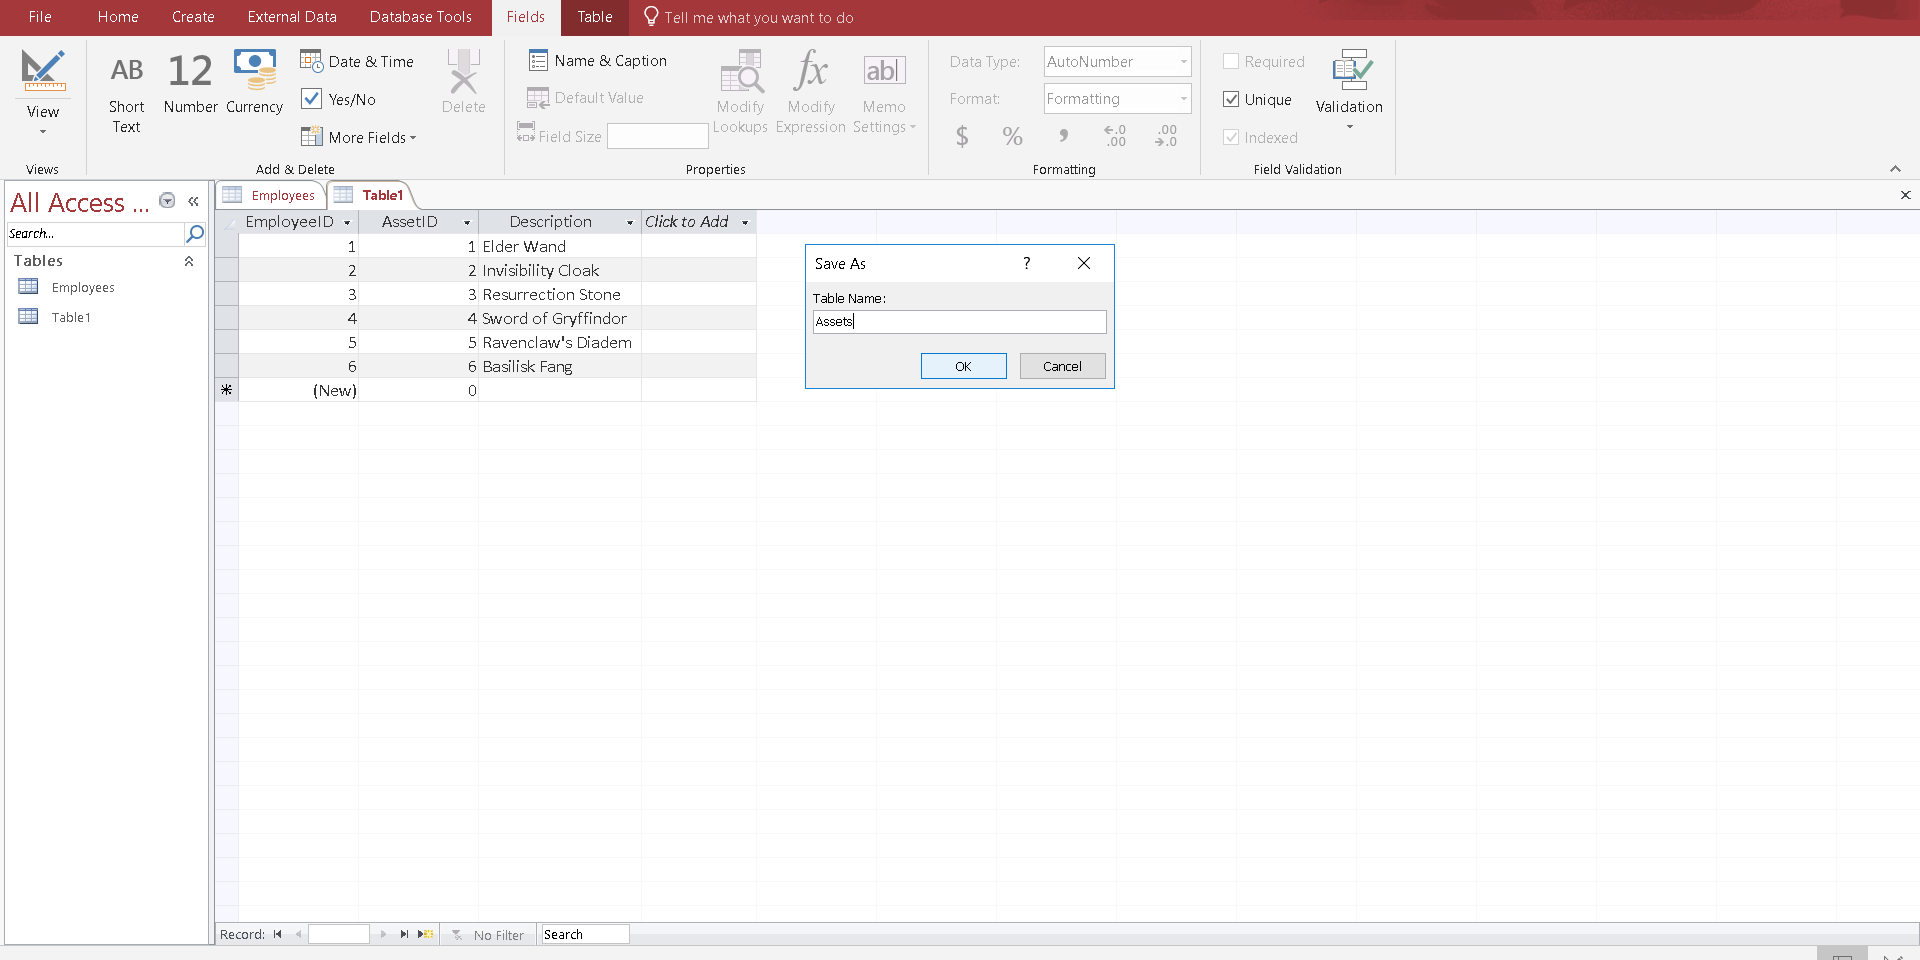 File Home Create External Data Database Tools Fields Table Tell me what you want to do
View
Views
AB Short Text
12 Number
Currency
Date & Time
Yes/No
More Fields
Delete
Add & Delete
Name & Caption
Default Value
Field Size
Modify Lookups
fx Modify Expression
ab| Memo Settings
Properties
Data Type: AutoNumber
Format: Formatting
$ % , ←.0 .00 .00 →.0
Formatting
Required
Unique
Indexed
Validation
Field Validation
All Access ... «
Search...
Tables
Employees
Table1
Employees Table1
EmployeeID AssetID Description Click to Add
1 1 Elder Wand
2 2 Invisibility Cloak
3 3 Resurrection Stone
4 4 Sword of Gryffindor
5 5 Ravenclaw's Diadem
6 6 Basilisk Fang
(New) 0
Save As ?
Table Name:
Assets
OK Cancel
Record: No Filter Search